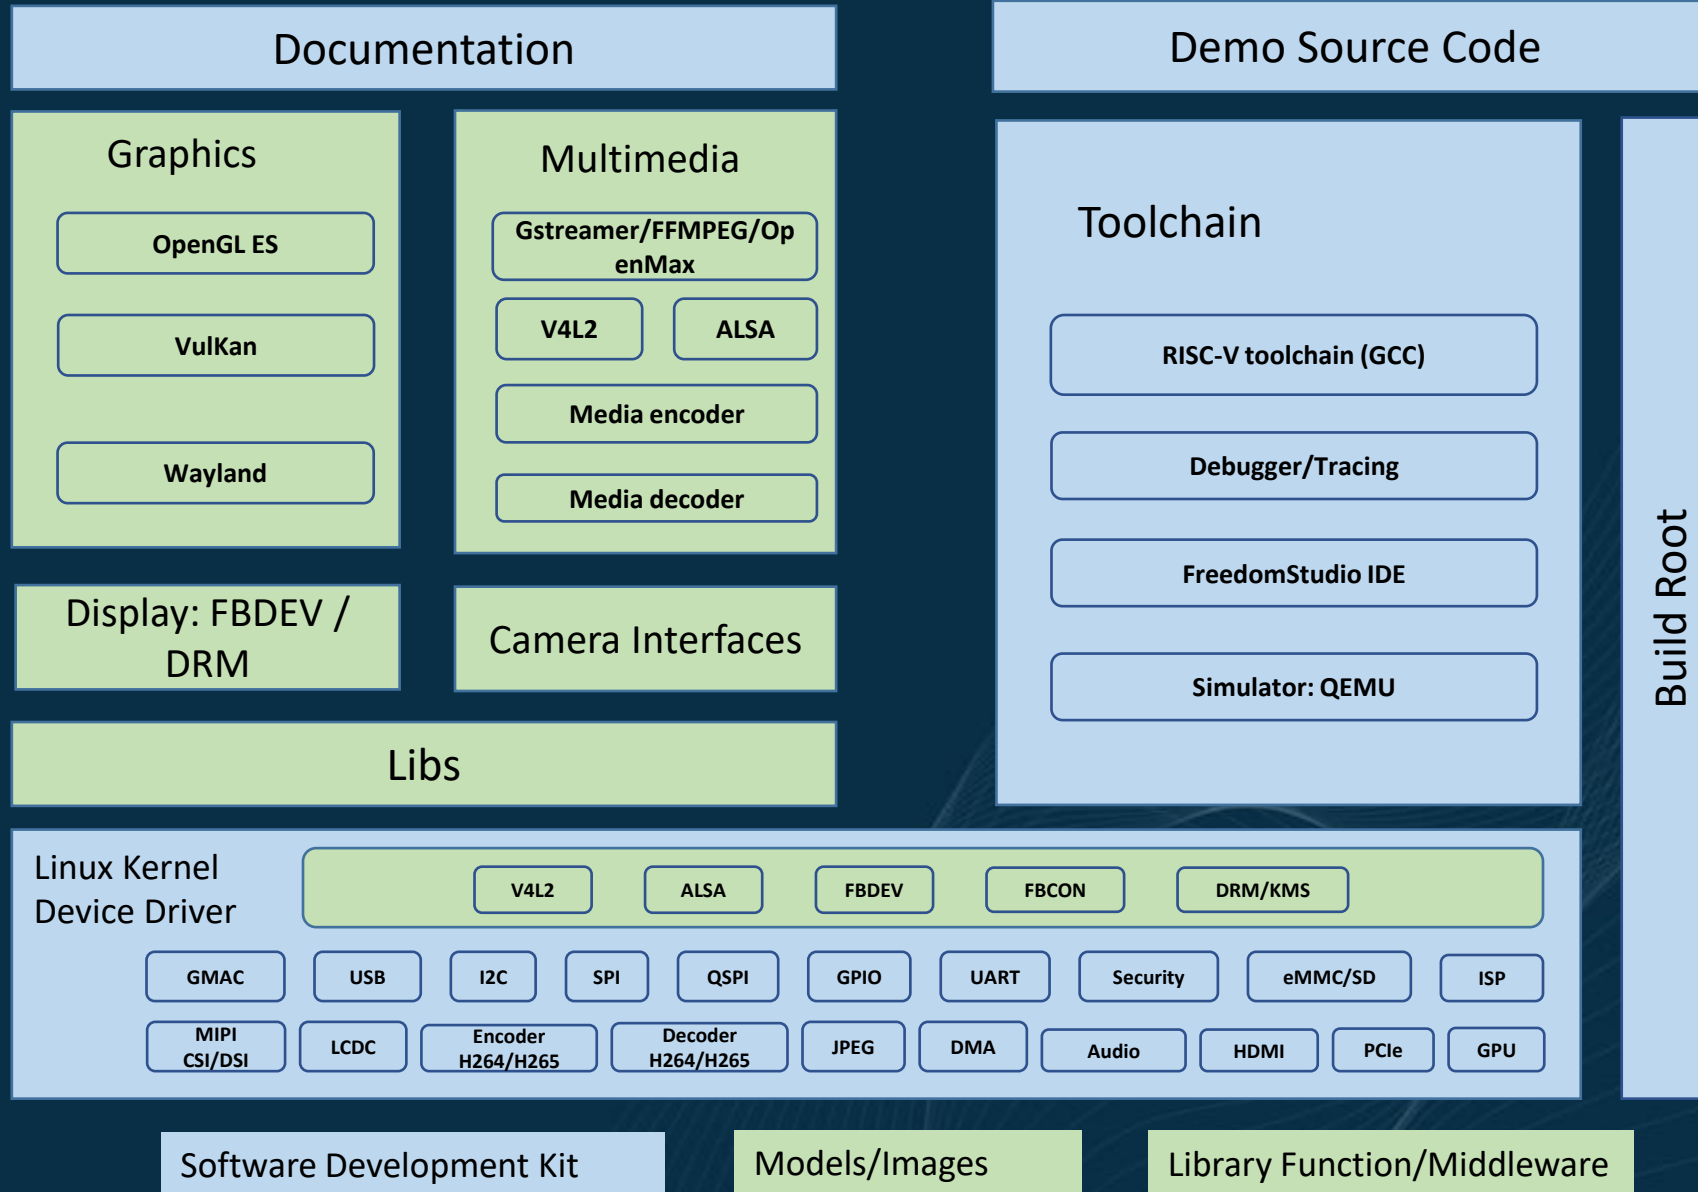 Documentation
Demo Source Code
Graphics
OpenGL ES
VulKan
Wayland
Multimedia
Gstreamer/FFMPEG/Op
enMax
V4L2
ALSA
Media encoder
Media decoder
Toolchain
RISC-V toolchain (GCC)
Debugger/Tracing
FreedomStudio IDE
Simulator: QEMU
Build Root
Display: FBDEV /
DRM
Camera Interfaces
Libs
Linux Kernel
Device Driver
V4L2
ALSA
FBDEV
FBCON
DRM/KMS
GMAC
USB
I2C
SPI
QSPI
GPIO
UART
Security
eMMC/SD
ISP
MIPI
CSI/DSI
LCDC
Encoder
H264/H265
Decoder
H264/H265
JPEG
DMA
Audio
HDMI
PCIe
GPU
Software Development Kit
Models/Images
Library Function/Middleware